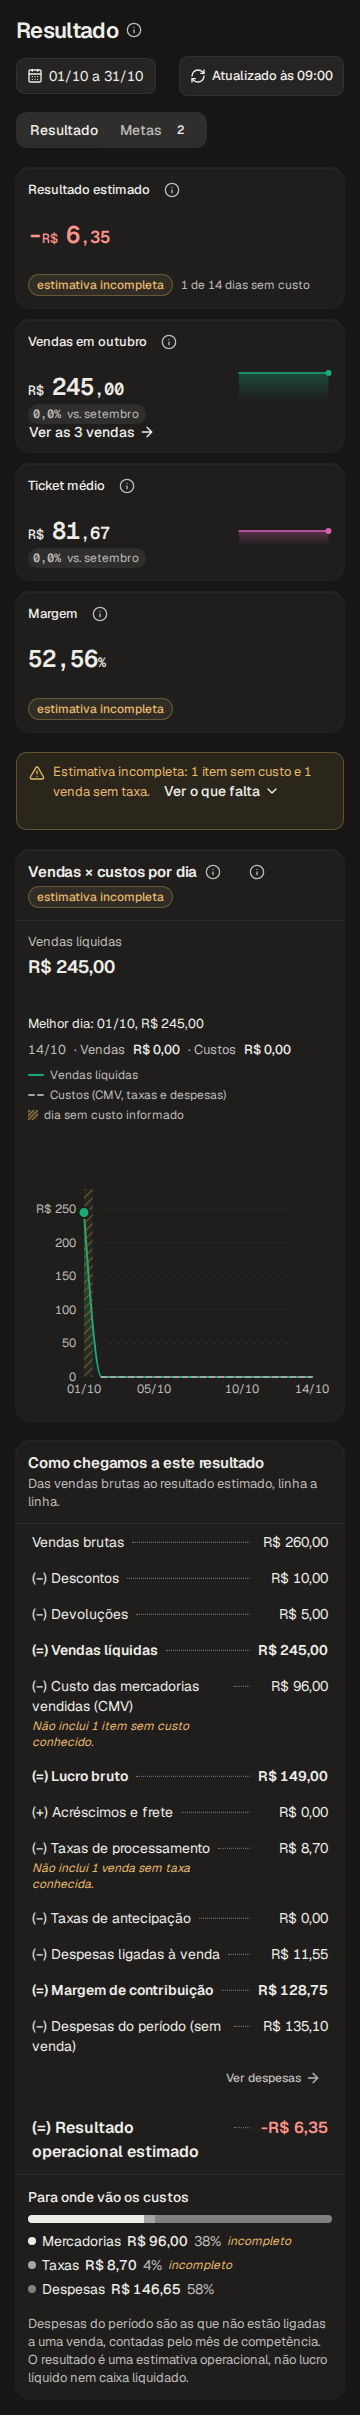 Resultado
01/10 a 31/10
Atualizado às 09:00
Resultado Metas 2
Resultado estimado
-R$ 6,35
estimativa incompleta 1 de 14 dias sem custo
Vendas em outubro
R$ 245,00
0,0% vs. setembro
Ver as 3 vendas →
Ticket médio
R$ 81,67
0,0% vs. setembro
Margem
52,56%
estimativa incompleta
Estimativa incompleta: 1 item sem custo e 1
venda sem taxa. Ver o que falta
Vendas × custos por dia
estimativa incompleta
Vendas líquidas
R$ 245,00
Melhor dia: 01/10, R$ 245,00
14/10 · Vendas R$ 0,00 · Custos R$ 0,00
Vendas líquidas
Custos (CMV, taxas e despesas)
dia sem custo informado
R$ 250
200
150
100
50
0
01/10 05/10 10/10 14/10
Como chegamos a este resultado
Das vendas brutas ao resultado estimado, linha a
linha.
Vendas brutas R$ 260,00
(−) Descontos R$ 10,00
(−) Devoluções R$ 5,00
(=) Vendas líquidas R$ 245,00
(−) Custo das mercadorias R$ 96,00
vendidas (CMV)
Não inclui 1 item sem custo
conhecido.
(=) Lucro bruto R$ 149,00
(+) Acréscimos e frete R$ 0,00
(−) Taxas de processamento R$ 8,70
Não inclui 1 venda sem taxa
conhecida.
(−) Taxas de antecipação R$ 0,00
(−) Despesas ligadas à venda R$ 11,55
(=) Margem de contribuição R$ 128,75
(−) Despesas do período (sem R$ 135,10
venda)
Ver despesas →
(=) Resultado -R$ 6,35
operacional estimado
Para onde vão os custos
Mercadorias R$ 96,00 38% incompleto
Taxas R$ 8,70 4% incompleto
Despesas R$ 146,65 58%
Despesas do período são as que não estão ligadas
a uma venda, contadas pelo mês de competência.
O resultado é uma estimativa operacional, não lucro
líquido nem caixa liquidado.